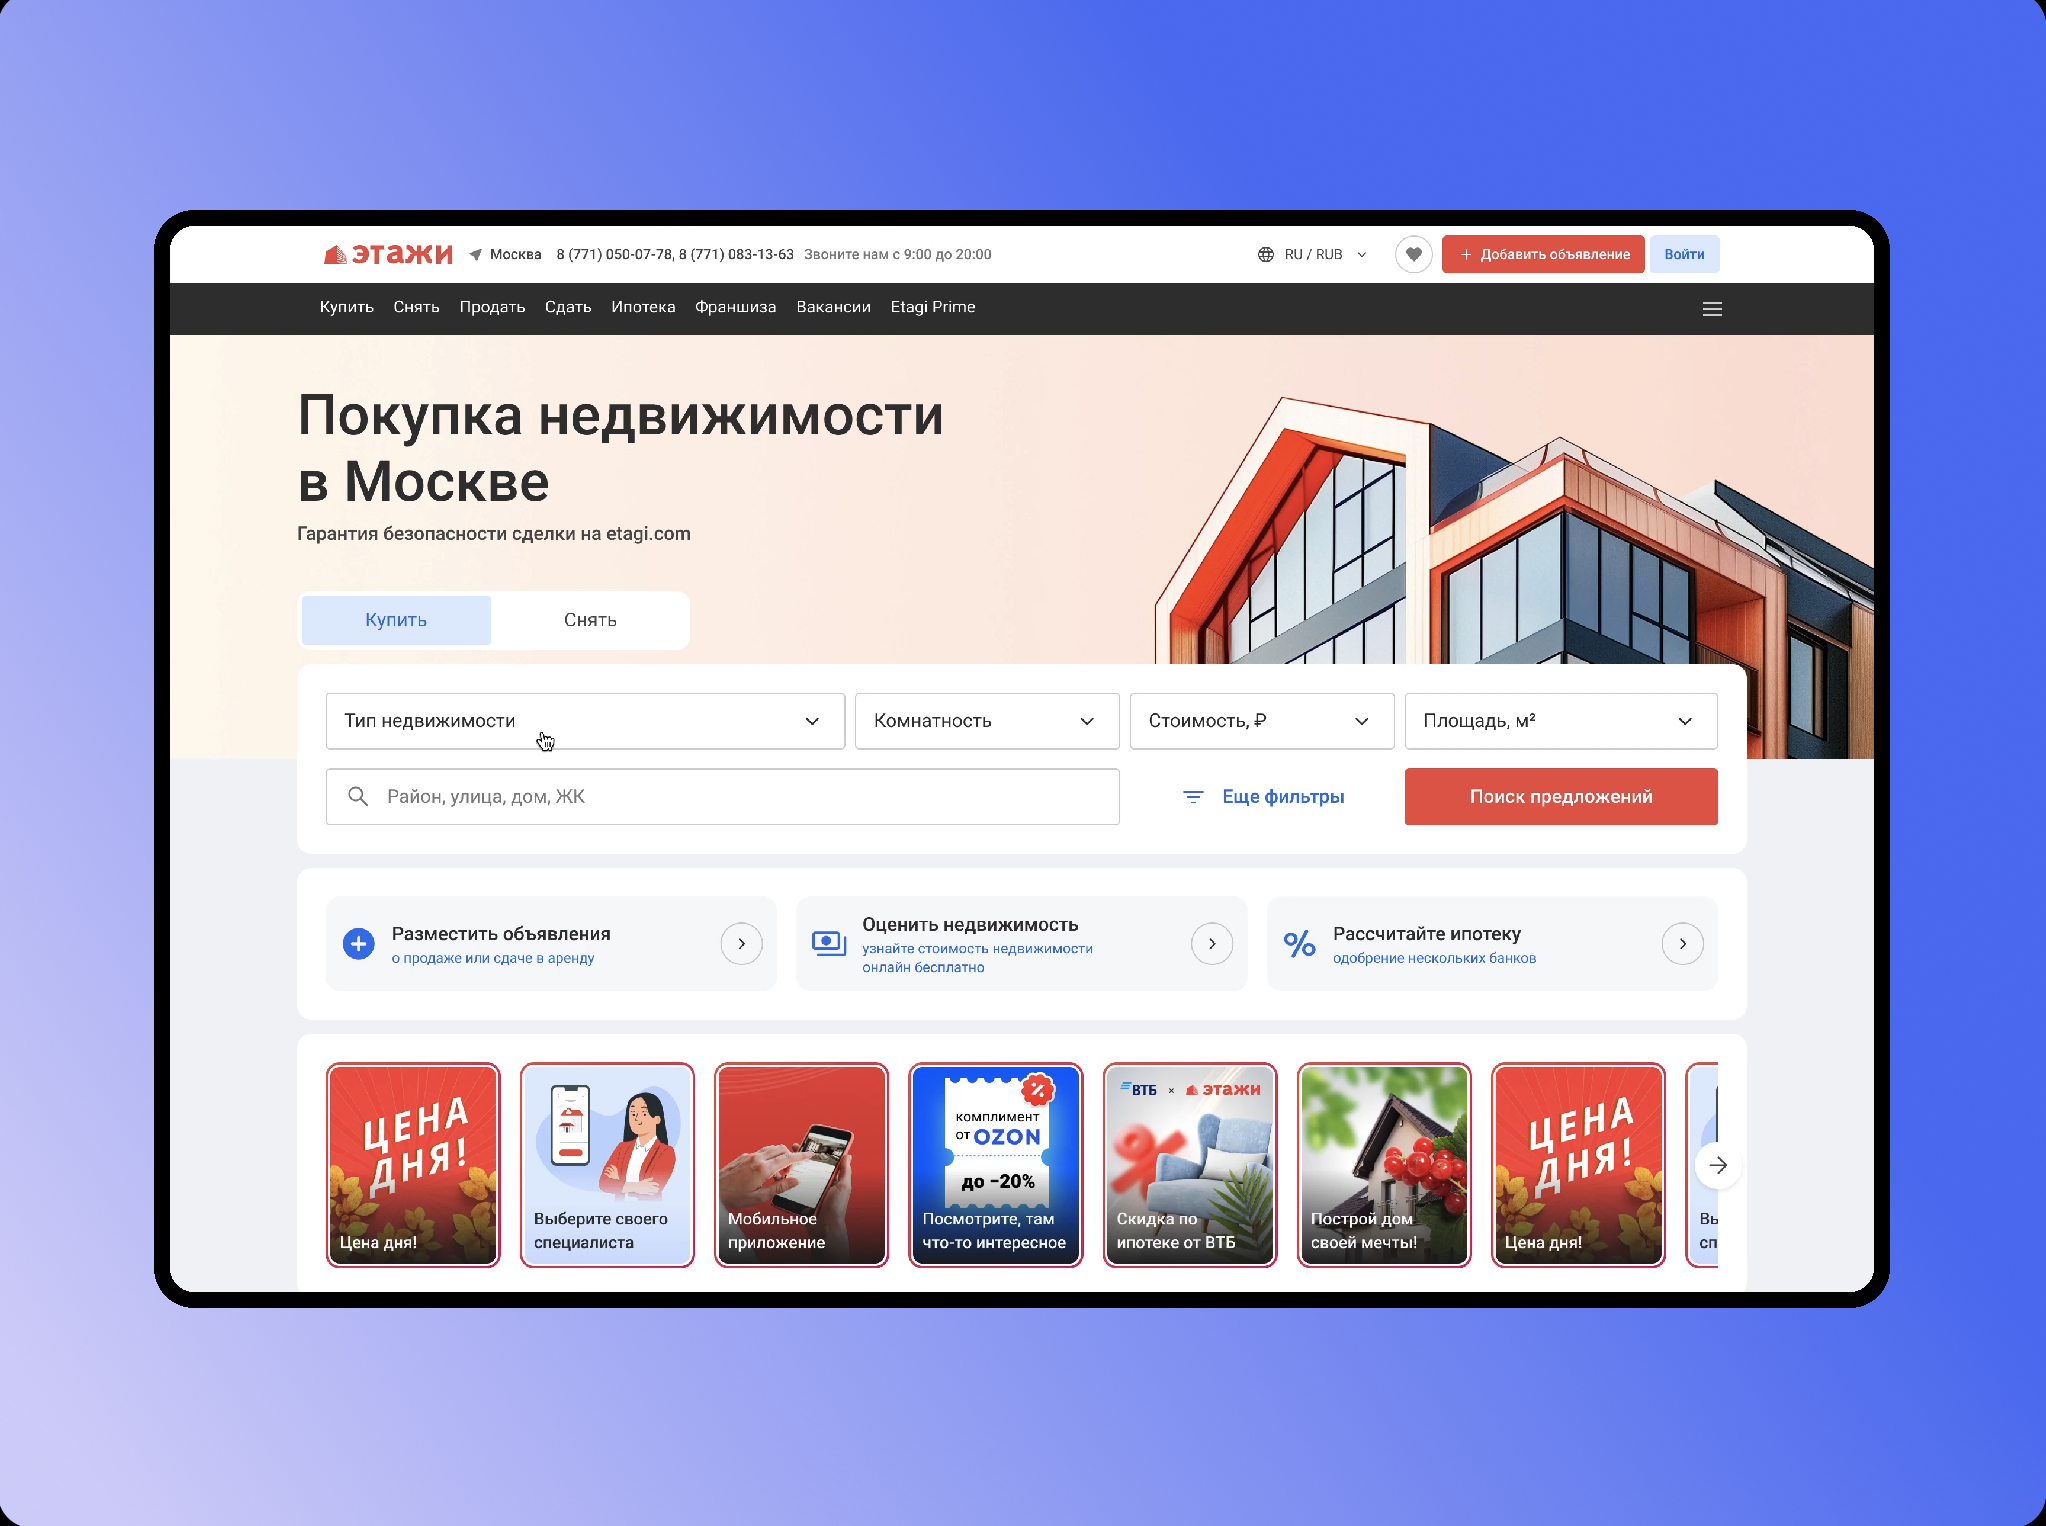 этажи
Москва
8 (771) 050-07-78, 8 (771) 083-13-63
Звоните нам с 9:00 до 20:00
RU / RUB
+ Добавить объявление
Войти
Купить Снять Продать Сдать Ипотека Франшиза Вакансии Etagi Prime
Покупка недвижимости
в Москве
Гарантия безопасности сделки на etagi.com
Купить
Снять
Тип недвижимости
Комнатность
Стоимость, ₽
Площадь, м²
Район, улица, дом, ЖК
Еще фильтры
Поиск предложений
Разместить объявления
о продаже или сдаче в аренду
Оценить недвижимость
узнайте стоимость недвижимости
онлайн бесплатно
%
Рассчитайте ипотеку
одобрение нескольких банков
ЦЕНА
ДНЯ!
Цена дня!
Выберите своего
специалиста
Мобильное
приложение
%
комплимент
от OZON
до −20%
Посмотрите, там
что-то интересное
ВТБ × этажи
%
Скидка по
ипотеке от ВТБ
Построй дом
своей мечты!
ЦЕНА
ДНЯ!
Цена дня!
Вы
сп